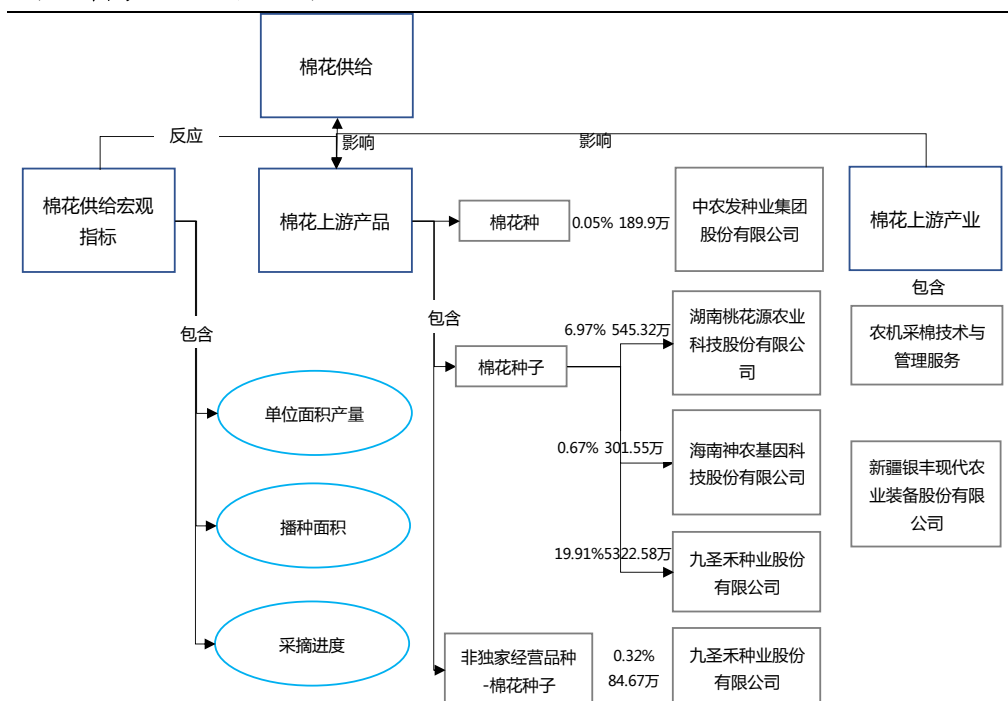 棉花供给
反应
影响
影响
棉花供给宏观
指标
棉花上游产品
棉花种
0.05% 189.9万
中农发种业集团
股份有限公司
棉花上游产业
包含
包含
包含
6.97% 545.32万
湖南桃花源农业
科技股份有限公
司
农机采棉技术与
管理服务
棉花种子
单位面积产量
0.67% 301.55万
海南神农基因科
技股份有限公司
新疆银丰现代农
业装备股份有限
公司
播种面积
19.91%5322.58万
九圣禾种业股份
有限公司
采摘进度
非独家经营品种
-棉花种子
0.32%
84.67万
九圣禾种业股份
有限公司